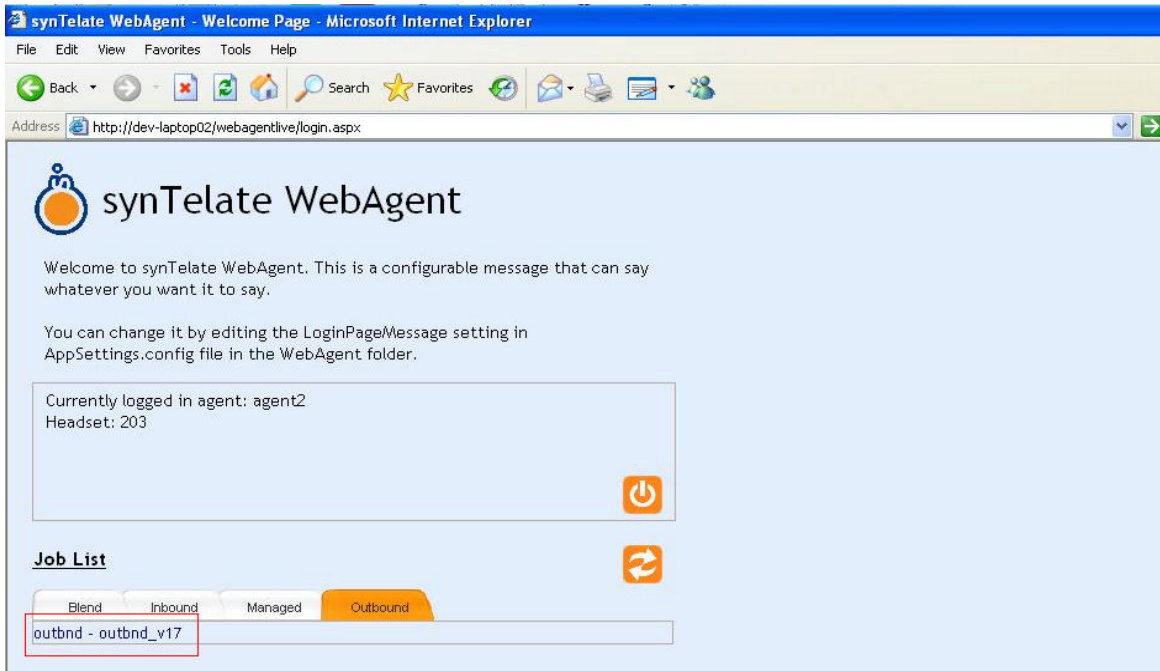 synTelate WebAgent - Welcome Page - Microsoft Internet Explorer
File Edit View Favorites Tools Help
Back Search Favorites
Address http://dev-laptop02/webagentlive/login.aspx
synTelate WebAgent
Welcome to synTelate WebAgent. This is a configurable message that can say
whatever you want it to say.
You can change it by editing the LoginPageMessage setting in
AppSettings.config file in the WebAgent folder.
Currently logged in agent: agent2
Headset: 203
Job List
Blend Inbound Managed Outbound
outbnd - outbnd_v17